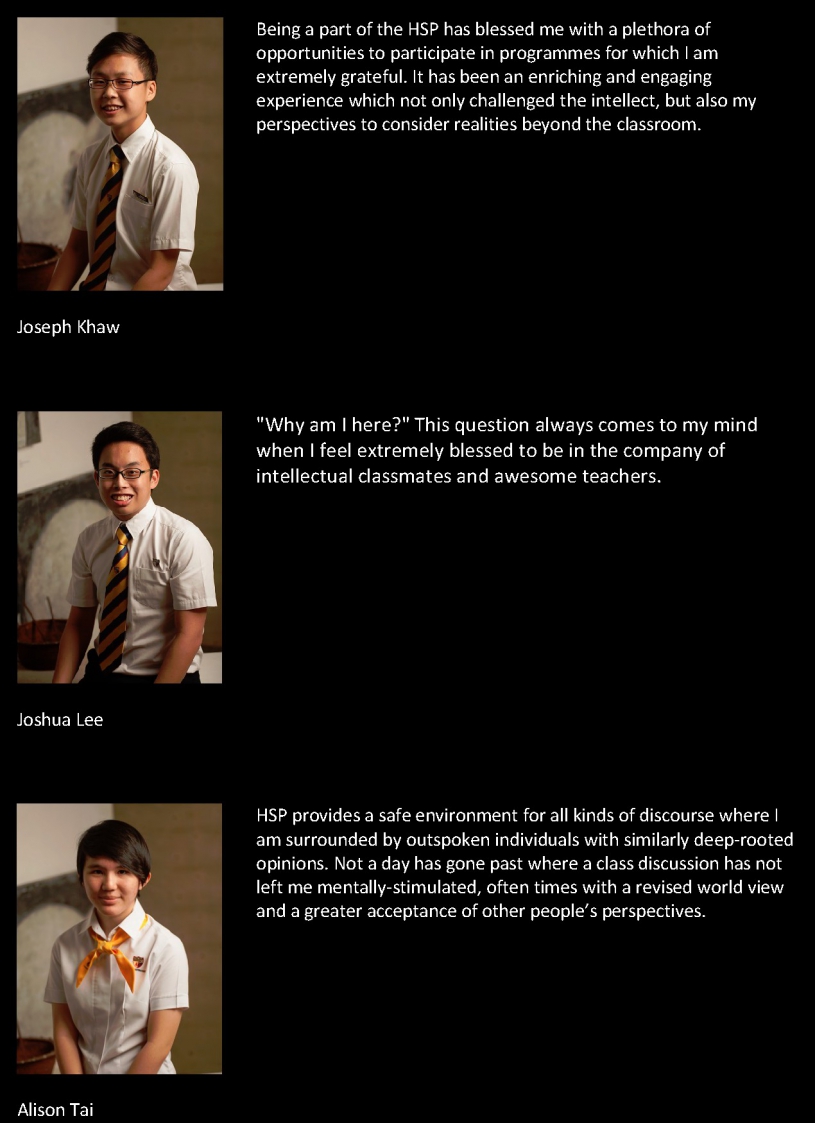 Being a part of the HSP has blessed me with a plethora of
opportunities to participate in programmes for which I am
extremely grateful. It has been an enriching and engaging
experience which not only challenged the intellect, but also my
perspectives to consider realities beyond the classroom.
Joseph Khaw
"Why am I here?" This question always comes to my mind
when I feel extremely blessed to be in the company of
intellectual classmates and awesome teachers.
Joshua Lee
HSP provides a safe environment for all kinds of discourse where I
am surrounded by outspoken individuals with similarly deep-rooted
opinions. Not a day has gone past where a class discussion has not
left me mentally-stimulated, often times with a revised world view
and a greater acceptance of other people’s perspectives.
Alison Tai